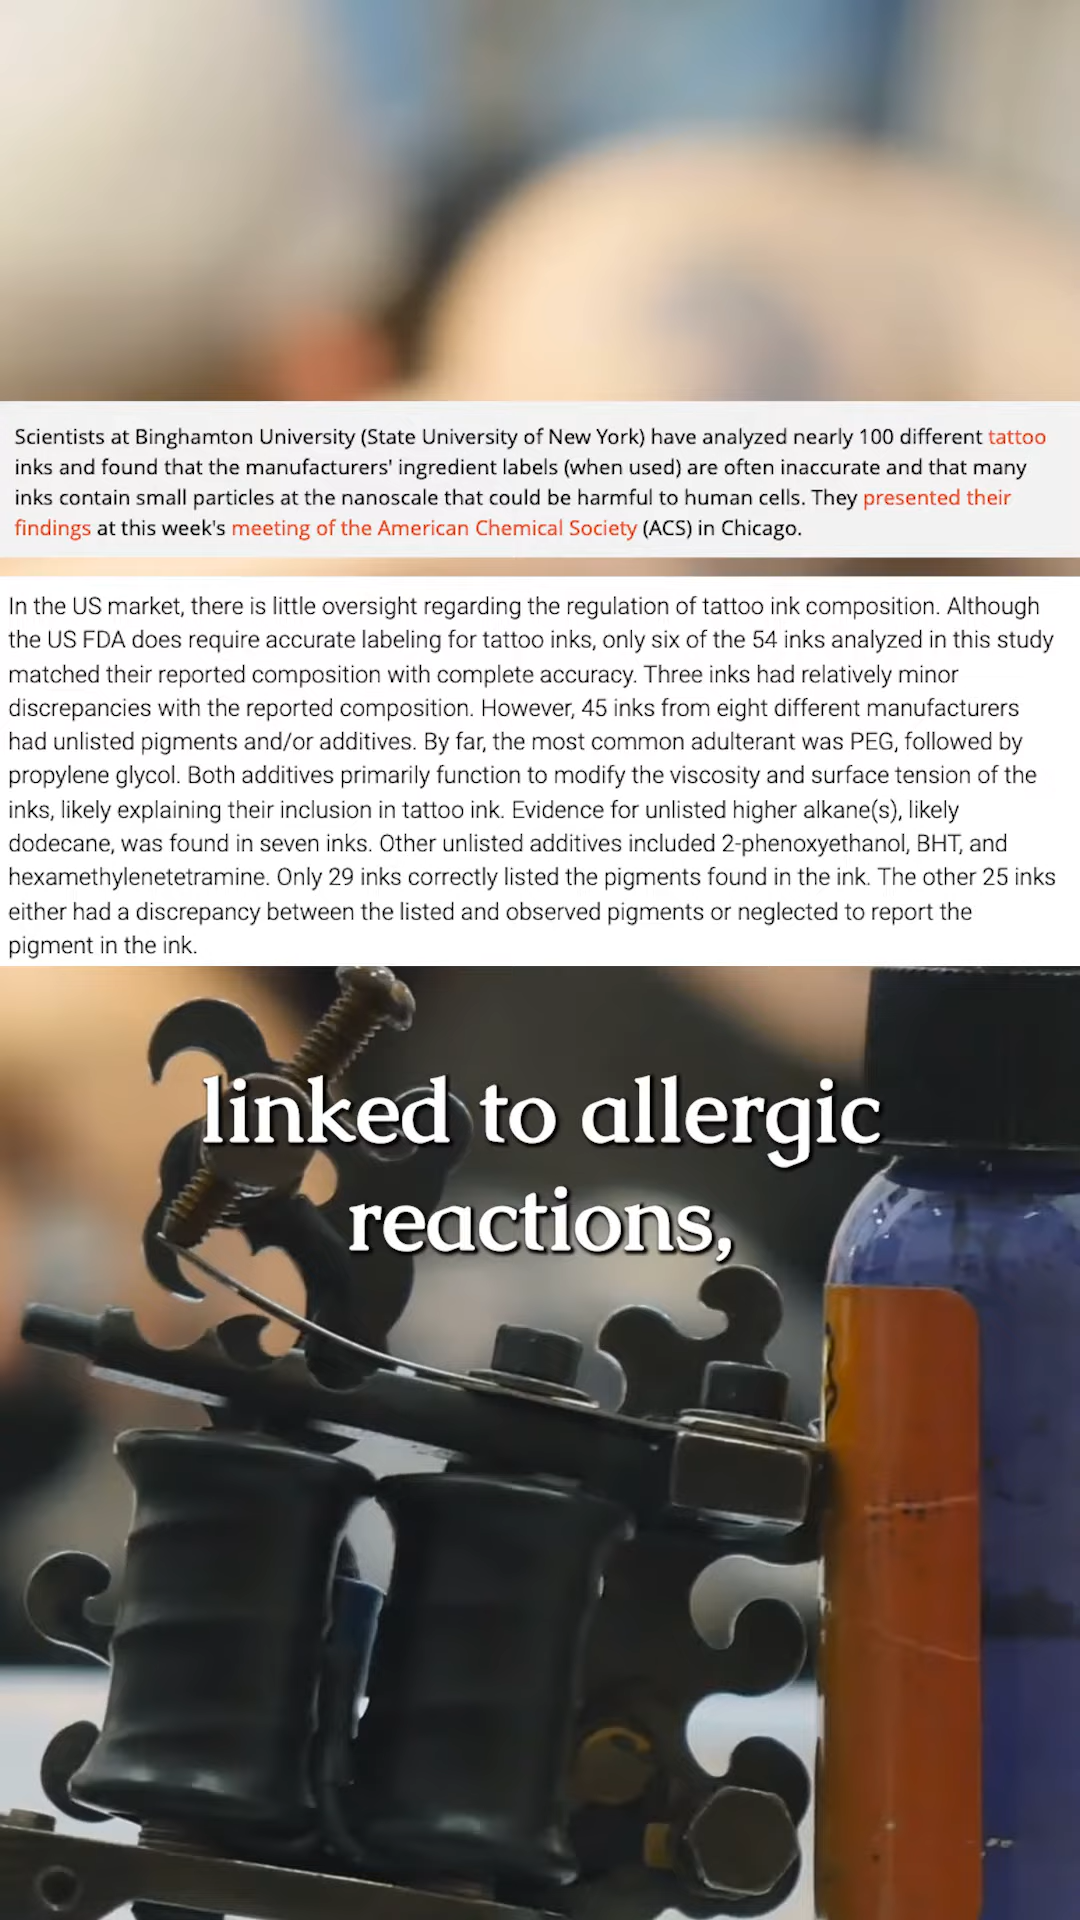 Scientists at Binghamton University (State University of New York) have analyzed nearly 100 different tattoo
inks and found that the manufacturers' ingredient labels (when used) are often inaccurate and that many
inks contain small particles at the nanoscale that could be harmful to human cells. They presented their
findings at this week's meeting of the American Chemical Society (ACS) in Chicago.
In the US market, there is little oversight regarding the regulation of tattoo ink composition. Although
the US FDA does require accurate labeling for tattoo inks, only six of the 54 inks analyzed in this study
matched their reported composition with complete accuracy. Three inks had relatively minor
discrepancies with the reported composition. However, 45 inks from eight different manufacturers
had unlisted pigments and/or additives. By far, the most common adulterant was PEG, followed by
propylene glycol. Both additives primarily function to modify the viscosity and surface tension of the
inks, likely explaining their inclusion in tattoo ink. Evidence for unlisted higher alkane(s), likely
dodecane, was found in seven inks. Other unlisted additives included 2-phenoxyethanol, BHT, and
hexamethylenetetramine. Only 29 inks correctly listed the pigments found in the ink. The other 25 inks
either had a discrepancy between the listed and observed pigments or neglected to report the
pigment in the ink.
linked to allergic
reactions,